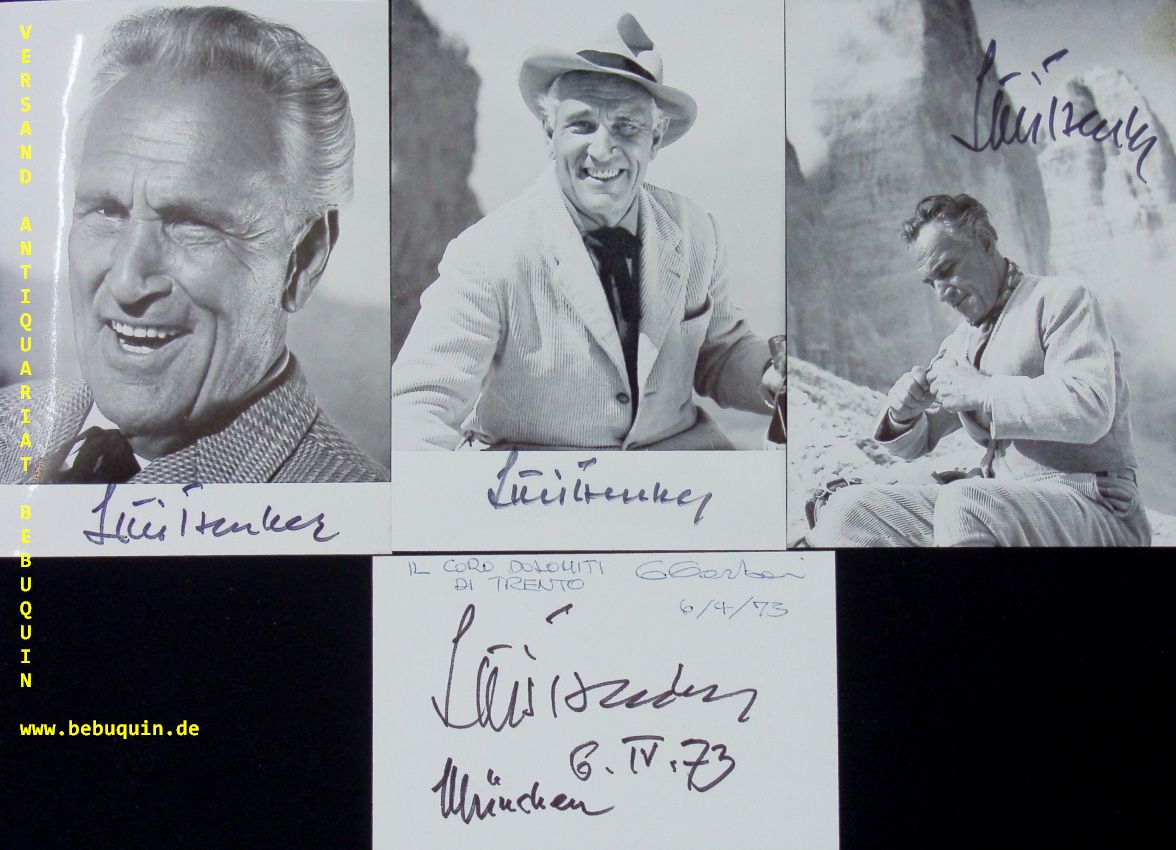 VERSAND ANTIQUARIAT BEBUQUIN
www.bebuquin.de
Luis Trenker
Luis Trenker
Luis Trenker
IL CORO DOLOMITI
DI TRENTO
6/4/73
Luis Trenker
6. IV. 73
München